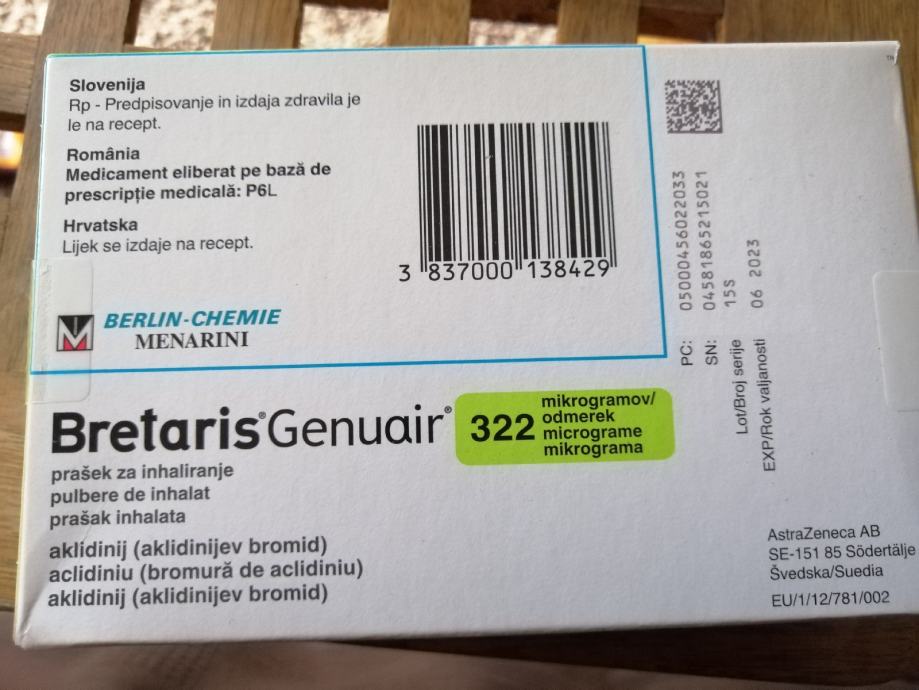 Slovenija
Rp - Predpisovanje in izdaja zdravila je
le na recept.
România
Medicament eliberat pe bază de
prescripție medicală: P6L
Hrvatska
Lijek se izdaje na recept.
3 837000 138429
BERLIN-CHEMIE
MENARINI
PC: 05000456022033
SN: 04581865215021
Lot/Broj serije 15S
EXP/Rok valjanosti 06 2023
TM
Bretaris® Genuair®
322 mikrogramov/
odmerek
micrograme
mikrograma
prašek za inhaliranje
pulbere de inhalat
prašak inhalata
aklidinij (aklidinijev bromid)
aclidiniu (bromură de aclidiniu)
aklidinij (aklidinijev bromid)
AstraZeneca AB
SE-151 85 Södertälje
Švedska/Suedia
EU/1/12/781/002